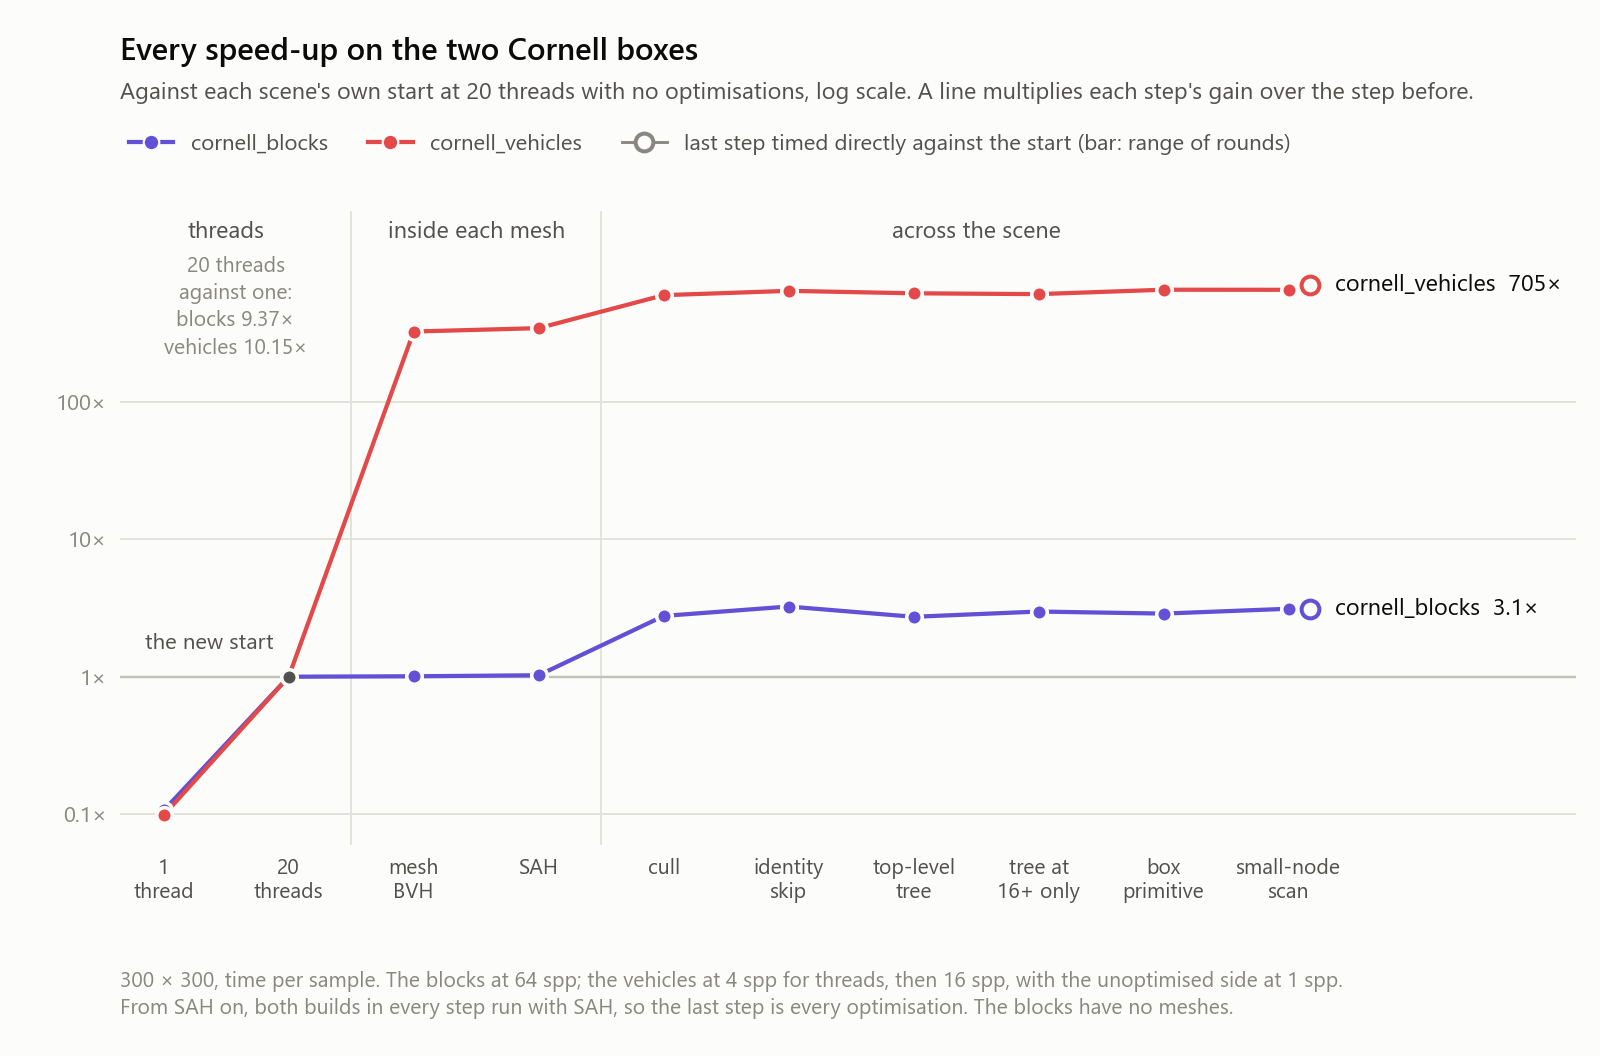 Every speed-up on the two Cornell boxes
Against each scene's own start at 20 threads with no optimisations, log scale. A line multiplies each step's gain over the step before.
cornell_blocks
cornell_vehicles
last step timed directly against the start (bar: range of rounds)
threads
inside each mesh
across the scene
20 threads
against one:
blocks 9.37×
vehicles 10.15×
cornell_vehicles 705×
100×
10×
cornell_blocks 3.1×
the new start
1×
0.1×
1
thread
20
threads
mesh
BVH
SAH
cull
identity
skip
top-level
tree
tree at
16+ only
box
primitive
small-node
scan
300 × 300, time per sample. The blocks at 64 spp; the vehicles at 4 spp for threads, then 16 spp, with the unoptimised side at 1 spp.
From SAH on, both builds in every step run with SAH, so the last step is every optimisation. The blocks have no meshes.